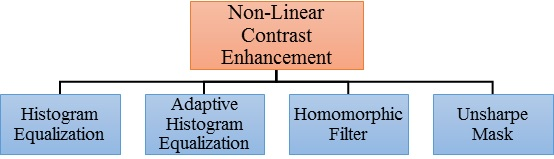 Non-Linear
Contrast
Enhancement
Histogram
Equalization
Adaptive
Histogram
Equalization
Homomorphic
Filter
Unsharpe
Mask